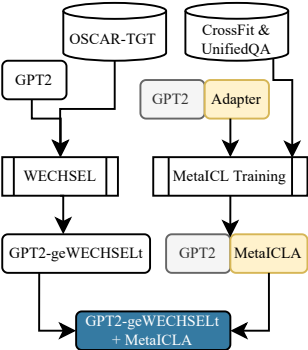 OSCAR-TGT
CrossFit &
UnifiedQA
GPT2
GPT2
Adapter
WECHSEL
MetaICL Training
GPT2-geWECHSELt
GPT2
MetaICLA
GPT2-geWECHSELt
+ MetaICLA